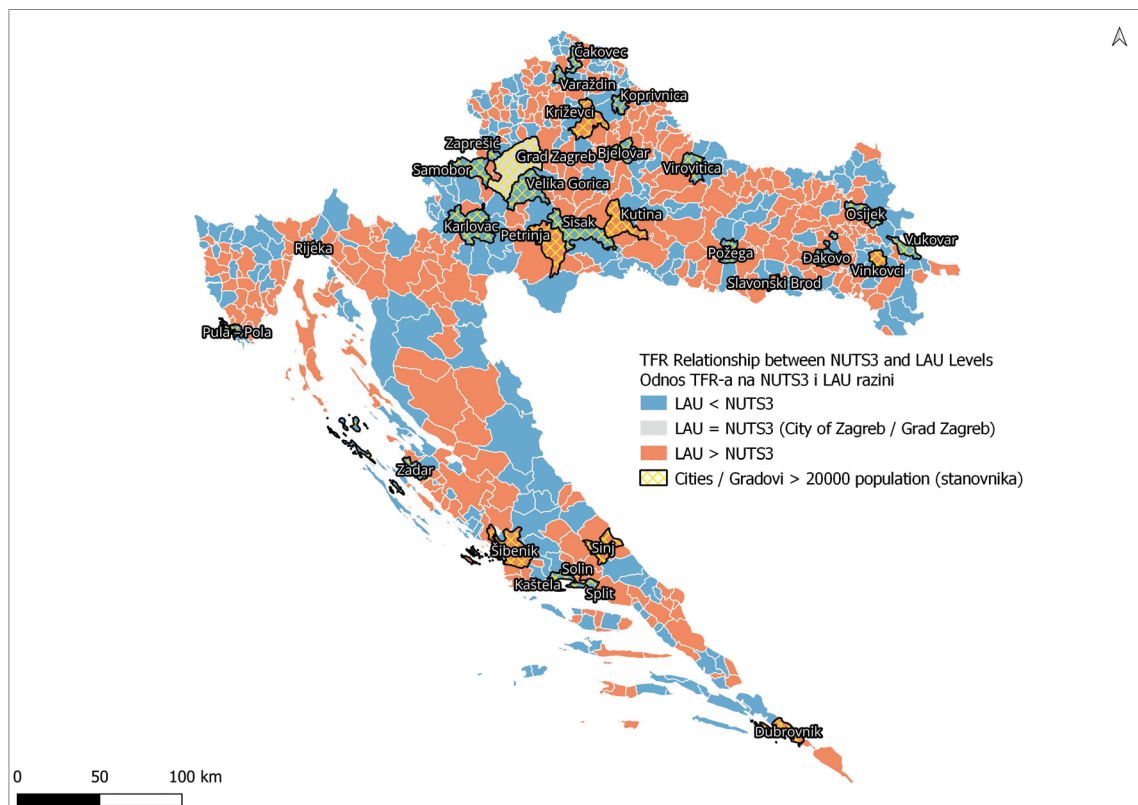 Čakovec
Varaždin
Koprivnica
Križevci
Zaprešić
Grad Zagreb
Bjelovar
Samobor
Virovitica
Velika Gorica
Karlovac
Petrinja
Sisak
Kutina
Osijek
Vukovar
Rijeka
Požega
Đakovo
Vinkovci
Slavonski Brod
Pula - Pola
TFR Relationship between NUTS3 and LAU Levels
Odnos TFR-a na NUTS3 i LAU razini
LAU < NUTS3
LAU = NUTS3 (City of Zagreb / Grad Zagreb)
LAU > NUTS3
Cities / Gradovi > 20000 population (stanovnika)
Zadar
Šibenik
Sinj
Solin
Kaštela
Split
Dubrovnik
0 50 100 km